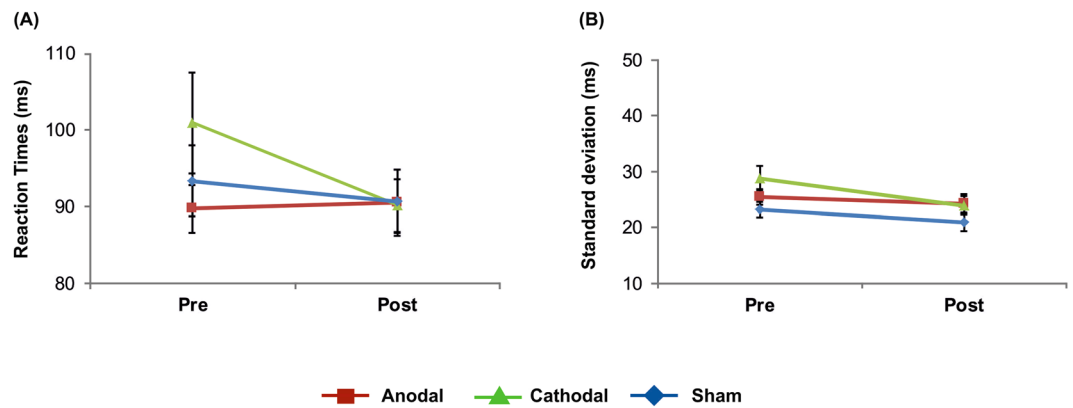 (A)
110
100
90
80
Reaction Times (ms)
Pre Post
(B)
50
40
30
20
10
Standard deviation (ms)
Pre Post
Anodal Cathodal Sham